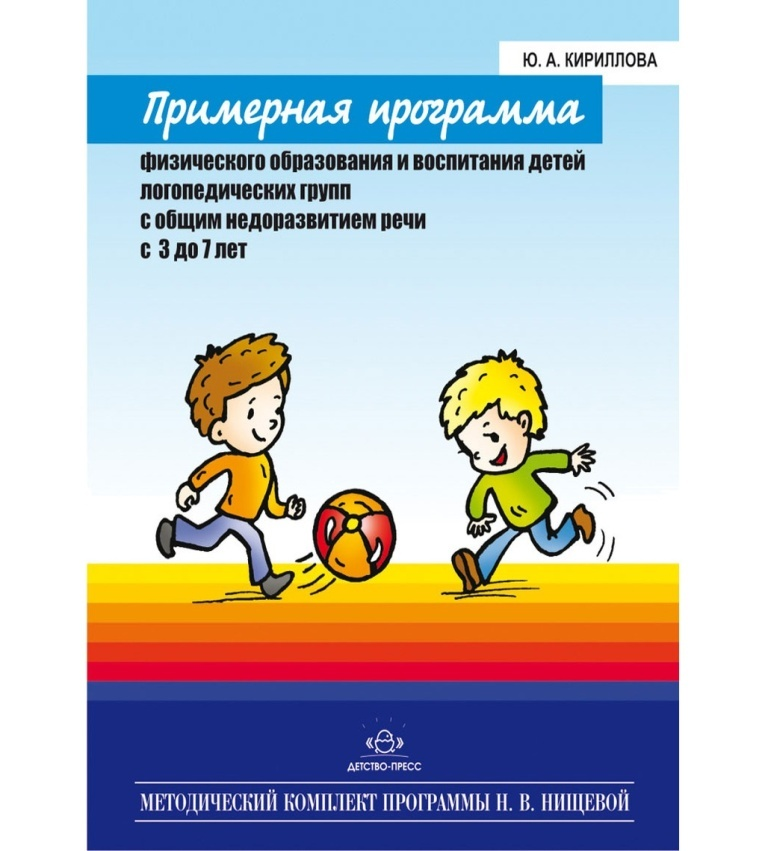 Ю. А. КИРИЛЛОВА
Примерная программа
физического образования и воспитания детей
логопедических групп
с общим недоразвитием речи
с 3 до 7 лет
ДЕТСТВО-ПРЕСС
МЕТОДИЧЕСКИЙ КОМПЛЕКТ ПРОГРАММЫ Н. В. НИЩЕВОЙ